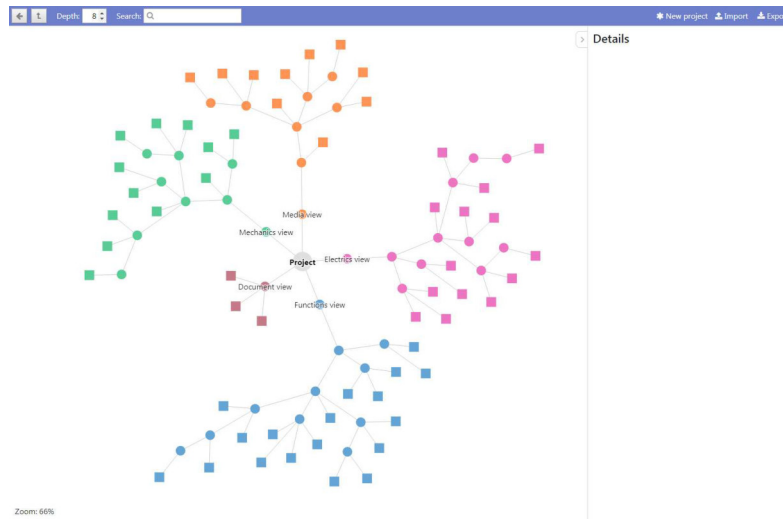 Depth: 8 Search:
New project Import Expo
Details
Media view
Mechanics view
Project
Electrics view
Document view
Functions view
Zoom: 66%